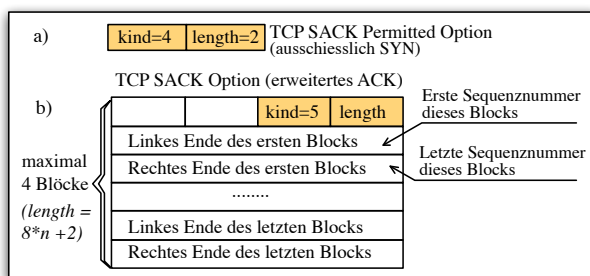 a)
kind=4 length=2 TCP SACK Permitted Option
(ausschliesslich SYN)
TCP SACK Option (erweitertes ACK)
b)
kind=5 length
Erste Sequenznummer
dieses Blocks
Linkes Ende des ersten Blocks
Rechtes Ende des ersten Blocks
Letzte Sequenznummer
dieses Blocks
maximal
4 Blöcke
(length =
8*n +2)
........
Linkes Ende des letzten Blocks
Rechtes Ende des letzten Blocks